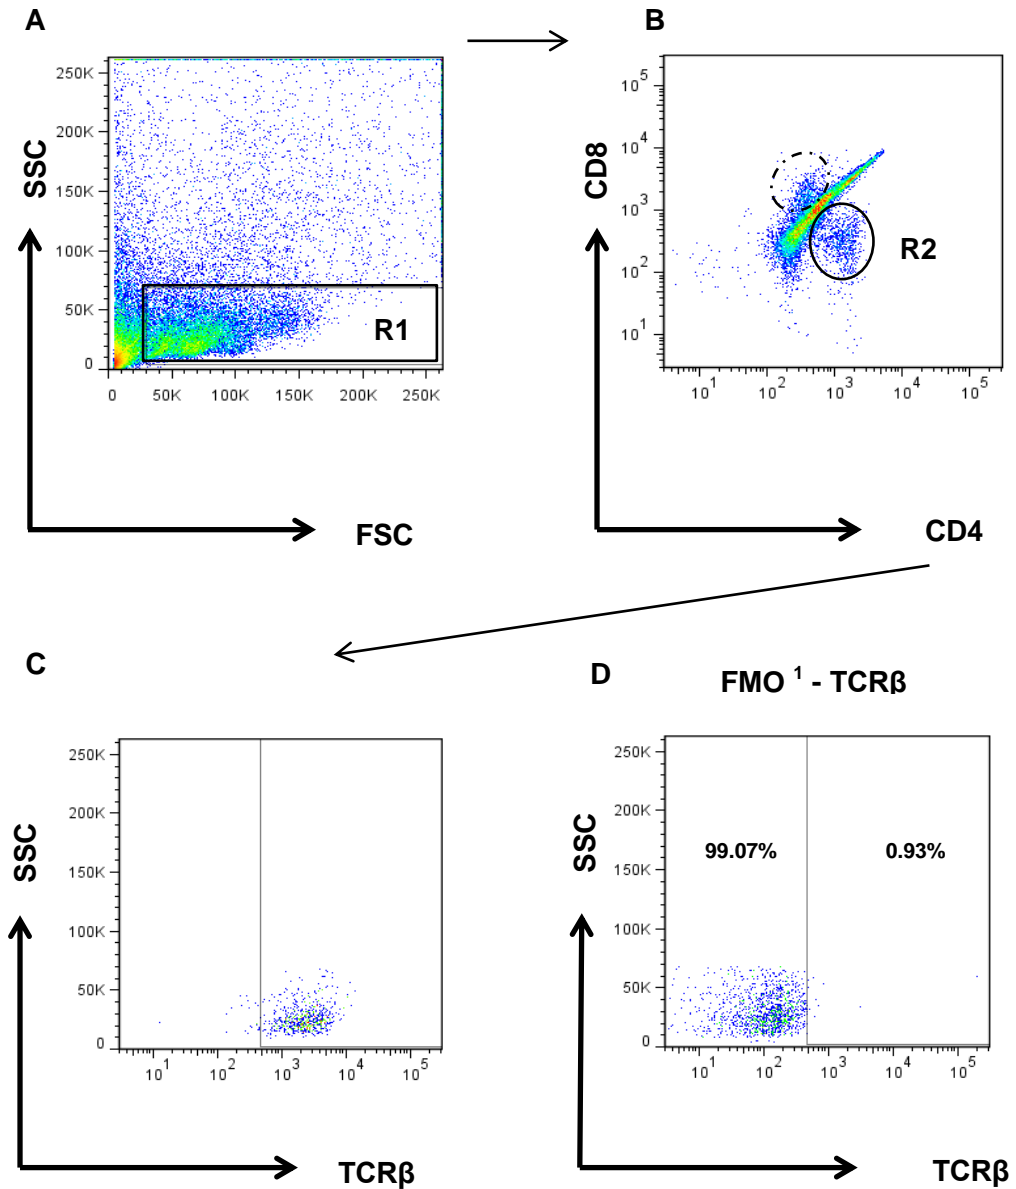 A
250K
200K
150K
100K
50K
0
SSC
R1
0 50K 100K 150K 200K 250K
FSC
B
10^5
10^4
10^3
10^2
10^1
CD8
R2
10^1 10^2 10^3 10^4 10^5
CD4
C
250K
200K
150K
100K
50K
0
SSC
10^1 10^2 10^3 10^4 10^5
TCRβ
D
FMO ^1 - TCRβ
250K
200K
150K
100K
50K
0
SSC
99.07% 0.93%
10^1 10^2 10^3 10^4 10^5
TCRβ